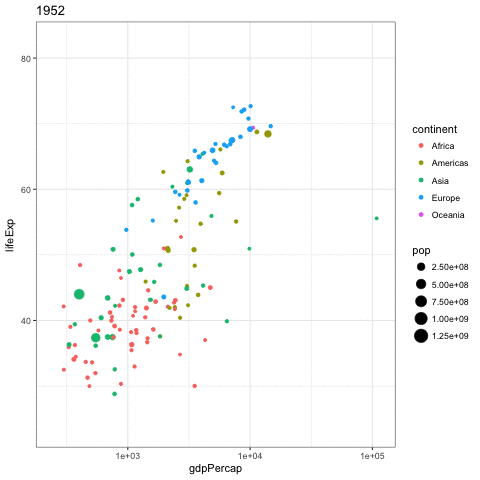 1952
80
60
40
lifeExp
1e+03
1e+04
1e+05
gdpPercap
continent
Africa
Americas
Asia
Europe
Oceania
pop
2.50e+08
5.00e+08
7.50e+08
1.00e+09
1.25e+09